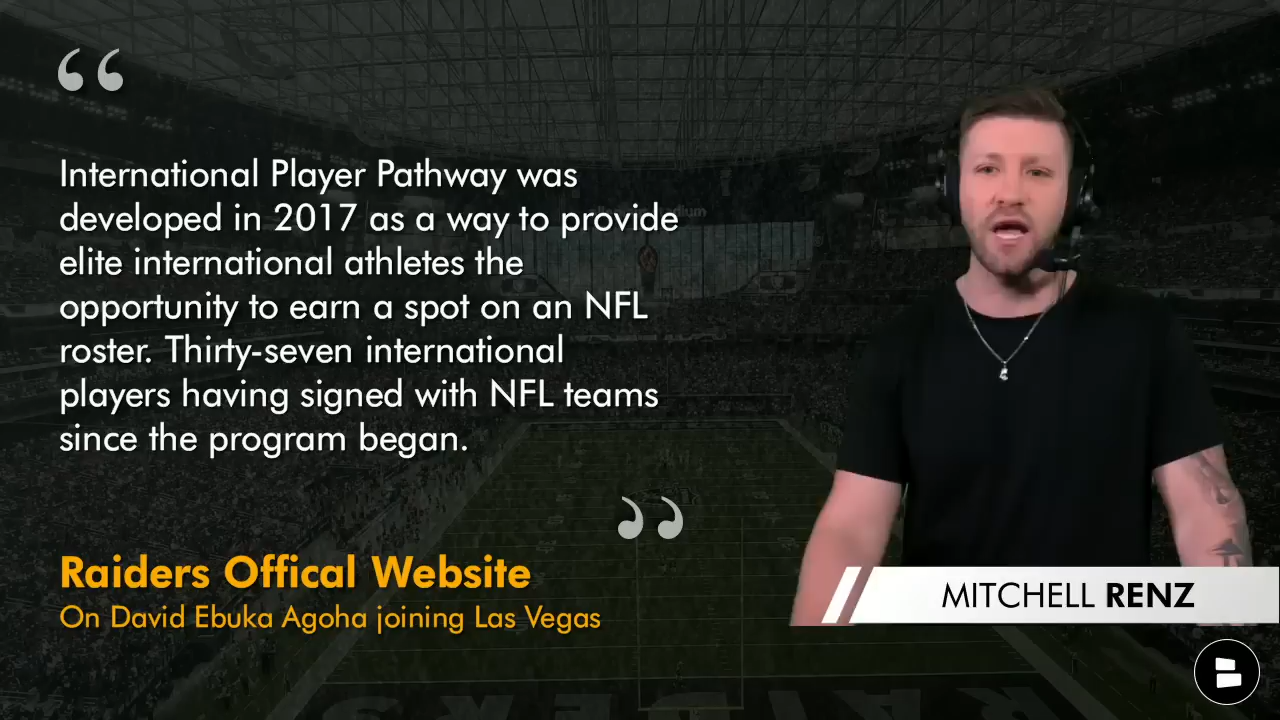 “
International Player Pathway was
developed in 2017 as a way to provide
elite international athletes the
opportunity to earn a spot on an NFL
roster. Thirty-seven international
players having signed with NFL teams
since the program began.
”
Raiders Offical Website
On David Ebuka Agoha joining Las Vegas
MITCHELL RENZ
RAIDERS